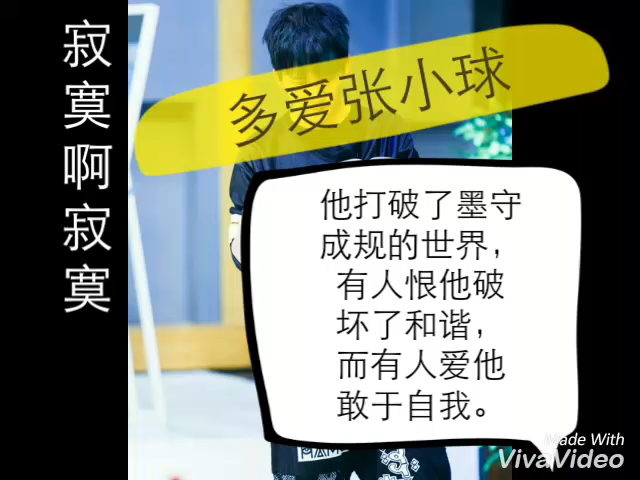 寂寞啊寂寞
多爱张小球
他打破了墨守
成规的世界，
有人恨他破
坏了和谐，
而有人爱他
敢于自我。
Made With
VivaVideo